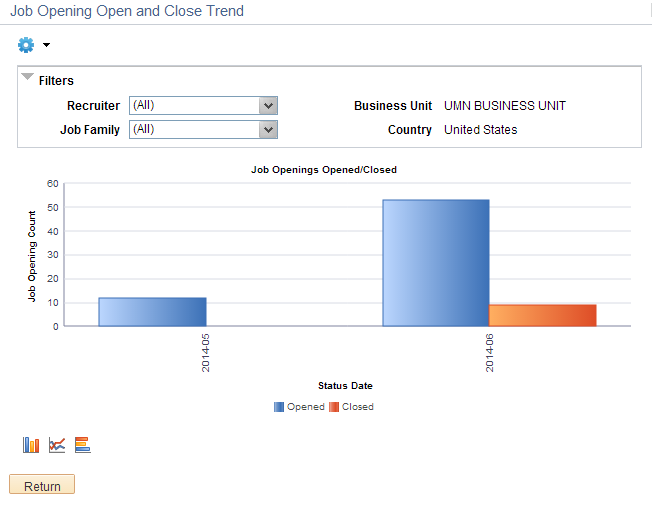 Job Opening Open and Close Trend
Filters
Recruiter (All) Business Unit UMN BUSINESS UNIT
Job Family (All) Country United States
Job Openings Opened/Closed
60
50
40
30
20
10
0
Job Opening Count
2014-05 2014-06
Status Date
Opened Closed
Return